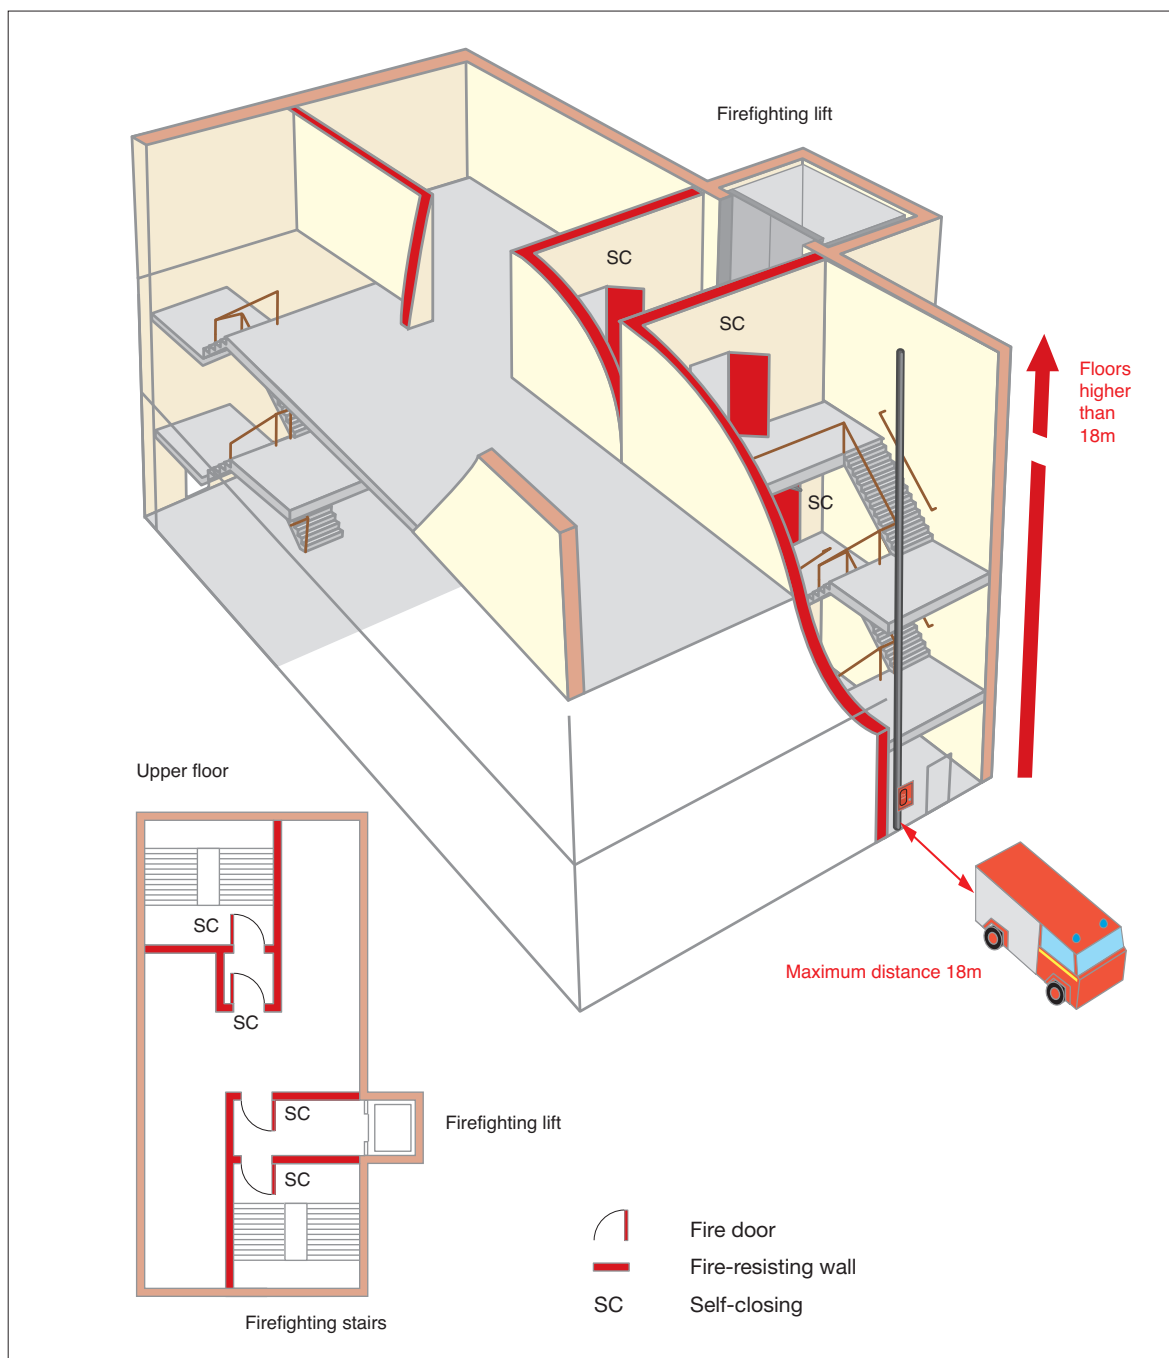 Firefighting lift
SC
SC
Floors
higher
than
18m
SC
Upper floor
SC
Maximum distance 18m
SC
SC
Firefighting lift
SC
Fire door
Fire-resisting wall
SC Self-closing
Firefighting stairs